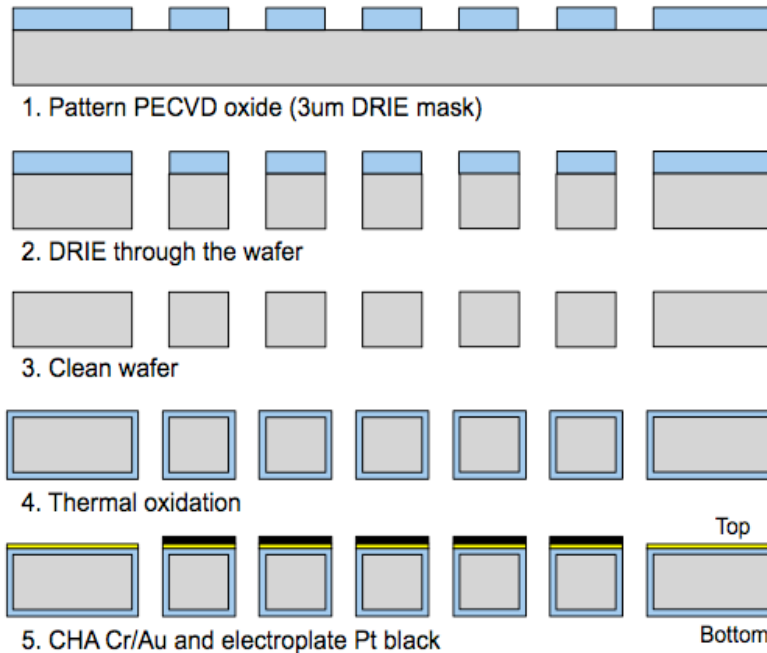 1. Pattern PECVD oxide (3um DRIE mask)
2. DRIE through the wafer
3. Clean wafer
4. Thermal oxidation
Top
5. CHA Cr/Au and electroplate Pt black
Bottom